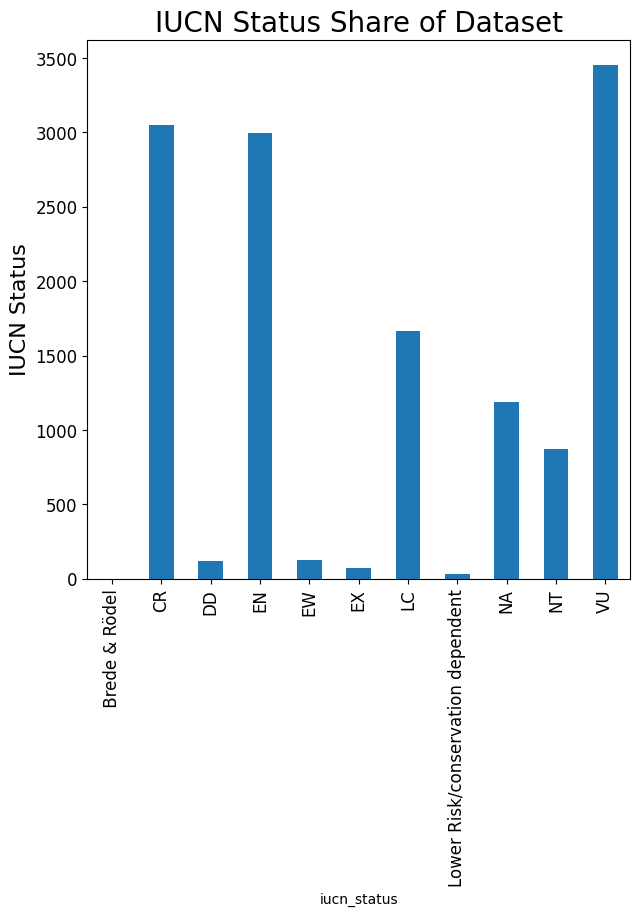 IUCN Status Share of Dataset
IUCN Status
3500
3000
2500
2000
1500
1000
500
0
Brede & Rödel
CR
DD
EN
EW
EX
LC
Lower Risk/conservation dependent
NA
NT
VU
iucn_status